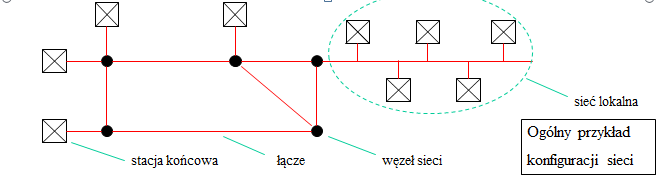 sieć lokalna
Ogólny przykład
konfiguracji sieci
stacja końcowa
łącze
węzeł sieci